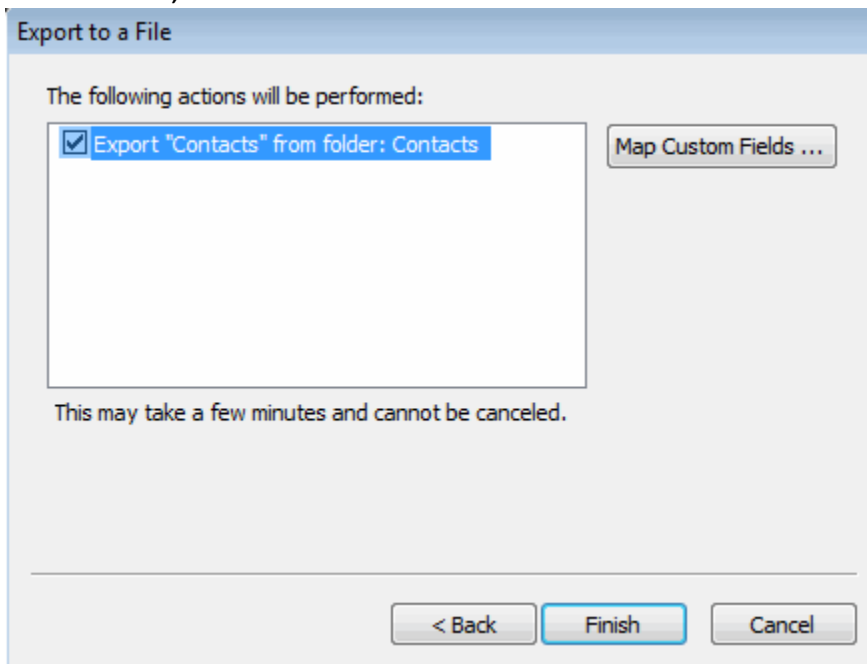 Export to a File
The following actions will be performed:
Export "Contacts" from folder: Contacts
Map Custom Fields ...
This may take a few minutes and cannot be canceled.
< Back
Finish
Cancel